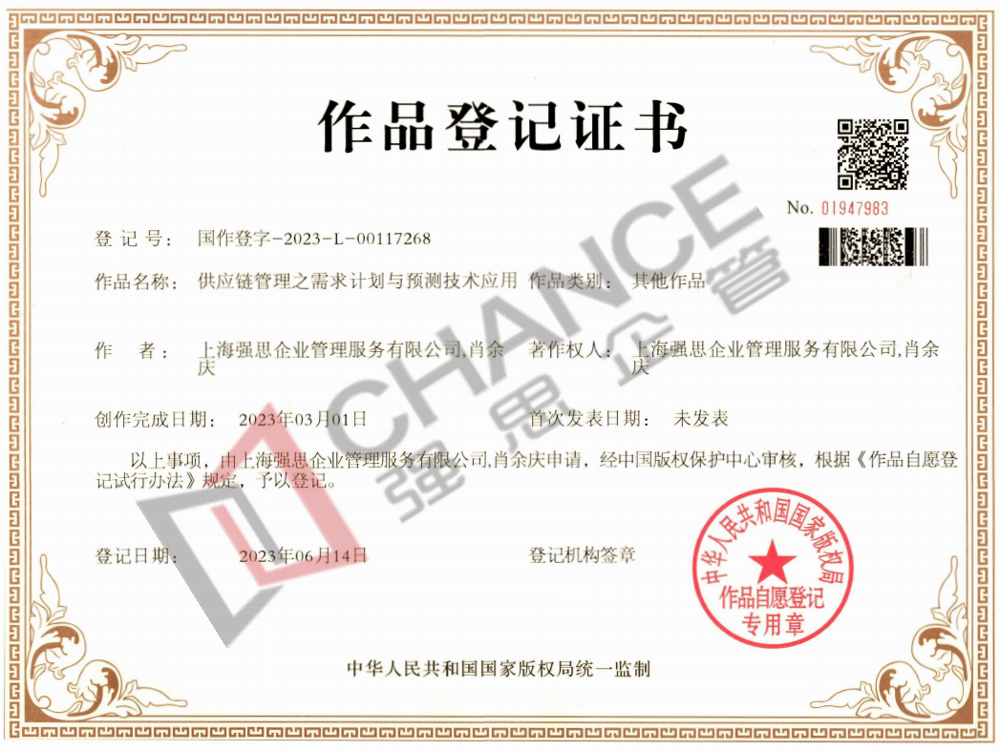 作品登记证书
No. 01947983
登 记 号： 国作登字-2023-L-00117268
作品名称： 供应链管理之需求计划与预测技术应用 作品类别： 其他作品
作 者： 上海强思企业管理服务有限公司,肖余 著作权人： 上海强思企业管理服务有限公司,肖余
庆 庆
创作完成日期： 2023年03月01日 首次发表日期： 未发表
以上事项，由上海强思企业管理服务有限公司,肖余庆申请，经中国版权保护中心审核，根据《作品自愿登
记试行办法》规定，予以登记。
登记日期： 2023年06月14日 登记机构签章
中华人民共和国国家版权局
作品自愿登记
专用章
中华人民共和国国家版权局统一监制
CHANCE
强思企管